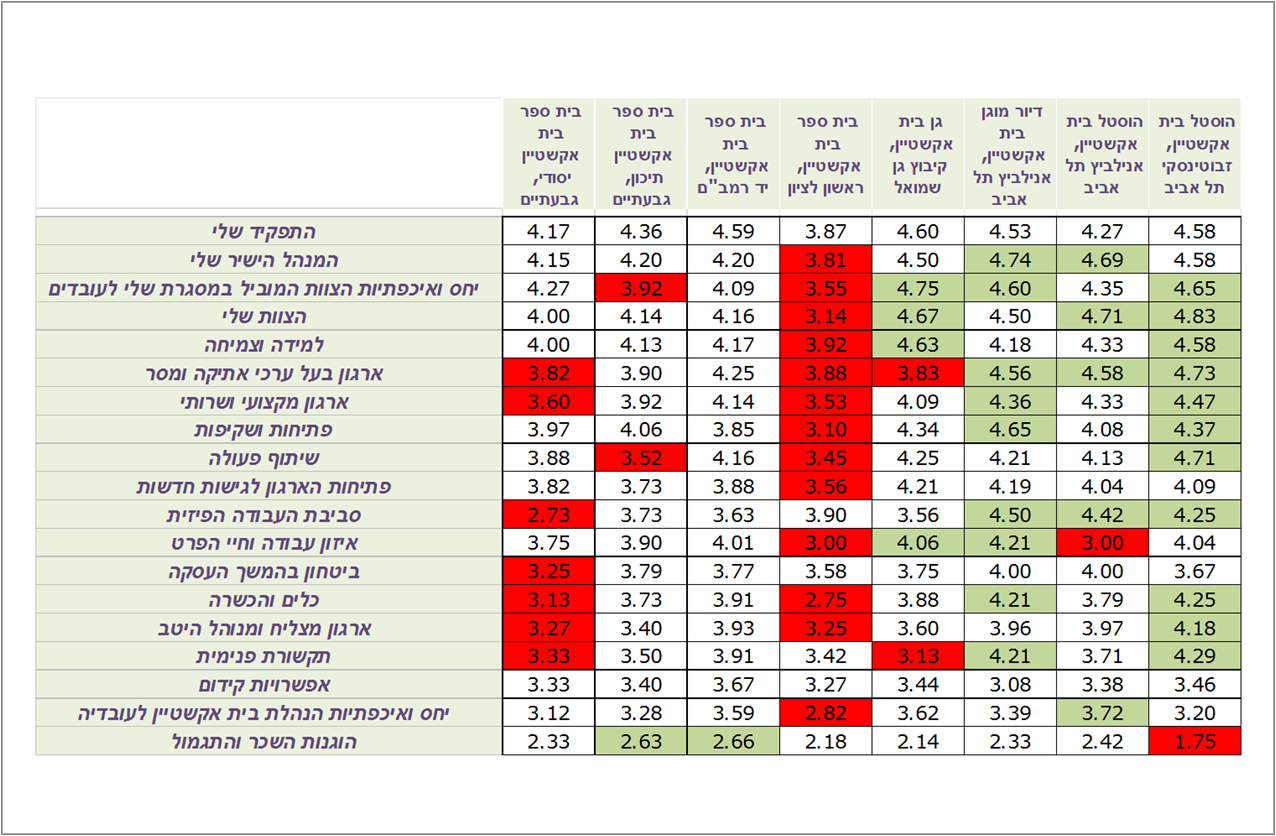 בית ספר
בית
אקשטיין
יסודי,
גבעתיים
בית ספר
בית
אקשטיין
תיכון,
גבעתיים
בית ספר
בית
אקשטיין,
יד רמב"ם
בית ספר
בית
אקשטיין,
ראשון לציון
גן בית
אקשטיין,
קיבוץ גן
שמואל
דיור מוגן
בית
אקשטיין,
אנילביץ תל
אביב
הוסטל בית
אקשטיין,
אנילביץ תל
אביב
הוסטל בית
אקשטיין,
זבוטינסקי
תל אביב
התפקיד שלי 4.17 4.36 4.59 3.87 4.60 4.53 4.27 4.58
המנהל הישיר שלי 4.15 4.20 4.20 3.81 4.50 4.74 4.69 4.58
יחס ואיכפתיות הצוות המוביל במסגרת שלי לעובדים 4.27 3.92 4.09 3.55 4.75 4.60 4.35 4.65
הצוות שלי 4.00 4.14 4.16 3.14 4.67 4.50 4.71 4.83
למידה וצמיחה 4.00 4.13 4.17 3.92 4.63 4.18 4.33 4.58
ארגון בעל ערכי אתיקה ומסר 3.82 3.90 4.25 3.88 3.83 4.56 4.58 4.73
ארגון מקצועי ושרותי 3.60 3.92 4.14 3.53 4.09 4.36 4.33 4.47
פתיחות ושקיפות 3.97 4.06 3.85 3.10 4.34 4.65 4.08 4.37
שיתוף פעולה 3.88 3.52 4.16 3.45 4.25 4.21 4.13 4.71
פתיחות הארגון לגישות חדשות 3.82 3.73 3.88 3.56 4.21 4.19 4.04 4.09
סביבת העבודה הפיזית 2.73 3.73 3.63 3.90 3.56 4.50 4.42 4.25
איזון עבודה וחיי הפרט 3.75 3.90 4.01 3.00 4.06 4.21 3.00 4.04
ביטחון בהמשך העסקה 3.25 3.79 3.77 3.58 3.75 4.00 4.00 3.67
כלים והכשרה 3.13 3.73 3.91 2.75 3.88 4.21 3.79 4.25
ארגון מצליח ומנוהל היטב 3.27 3.40 3.93 3.25 3.60 3.96 3.97 4.18
תקשורת פנימית 3.33 3.50 3.91 3.42 3.13 4.21 3.71 4.29
אפשרויות קידום 3.33 3.40 3.67 3.27 3.44 3.08 3.38 3.46
יחס ואיכפתיות הנהלת בית אקשטיין לעובדיה 3.12 3.28 3.59 2.82 3.62 3.39 3.72 3.20
הוגנות השכר והתגמול 2.33 2.63 2.66 2.18 2.14 2.33 2.42 1.75